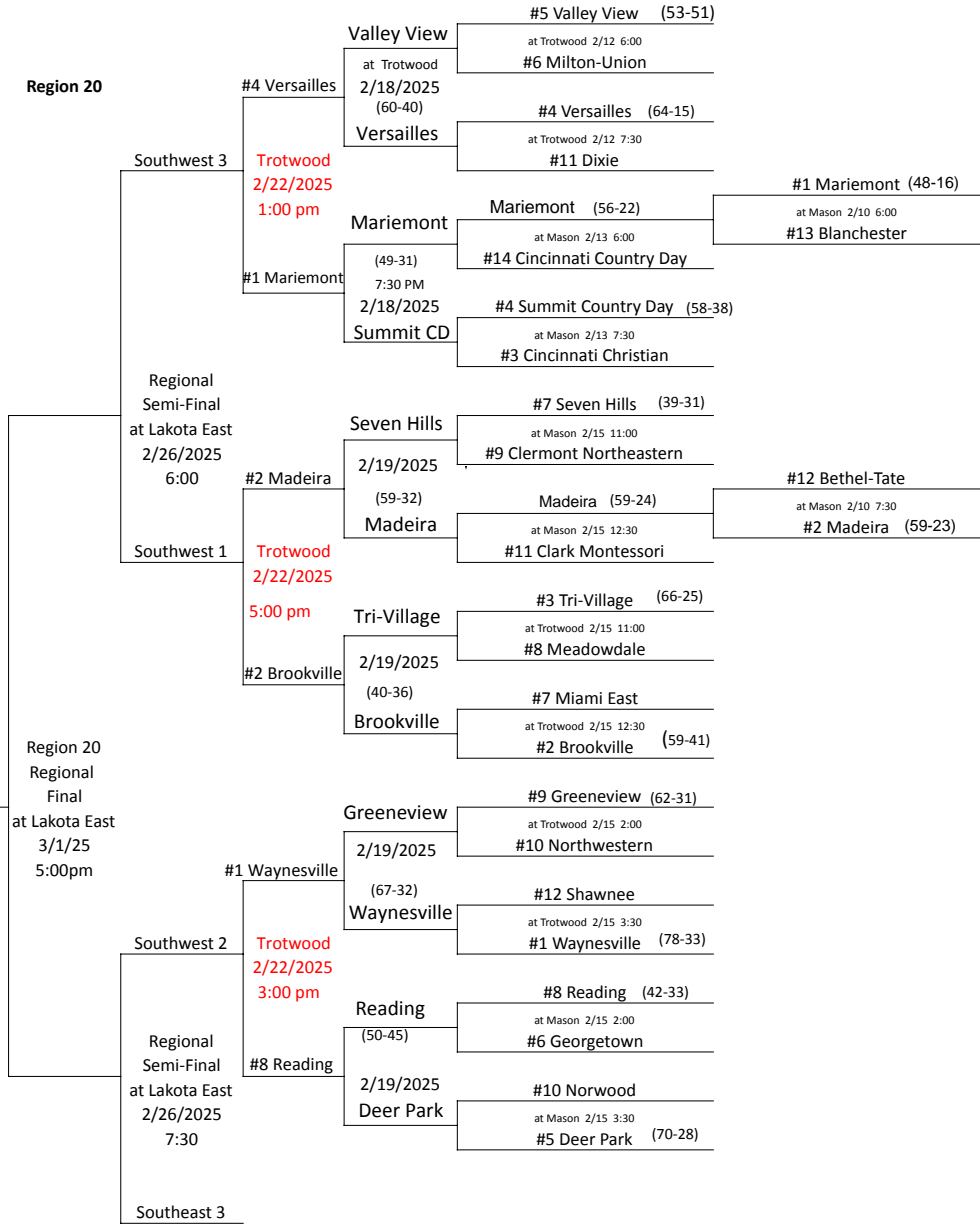 Region 20
#5 Valley View (53-51)
at Trotwood 2/12 6:00
#6 Milton-Union
Valley View
at Trotwood
2/18/2025
(60-40)
Versailles
#4 Versailles
#4 Versailles (64-15)
at Trotwood 2/12 7:30
#11 Dixie
Southwest 3
Trotwood
2/22/2025
1:00 pm
#1 Mariemont (48-16)
at Mason 2/10 6:00
#13 Blanchester
Mariemont (56-22)
at Mason 2/13 6:00
#14 Cincinnati Country Day
Mariemont
(49-31)
7:30 PM
2/18/2025
Summit CD
#1 Mariemont
#4 Summit Country Day (58-38)
at Mason 2/13 7:30
#3 Cincinnati Christian
Regional
Semi-Final
at Lakota East
2/26/2025
6:00
#7 Seven Hills (39-31)
at Mason 2/15 11:00
#9 Clermont Northeastern
Seven Hills
2/19/2025
(59-32)
Madeira
#2 Madeira
#12 Bethel-Tate
at Mason 2/10 7:30
#2 Madeira (59-23)
Madeira (59-24)
at Mason 2/15 12:30
#11 Clark Montessori
Southwest 1
Trotwood
2/22/2025
5:00 pm
#3 Tri-Village (66-25)
at Trotwood 2/15 11:00
#8 Meadowdale
Tri-Village
2/19/2025
(40-36)
Brookville
#2 Brookville
#7 Miami East
at Trotwood 2/15 12:30
#2 Brookville (59-41)
Region 20
Regional
Final
at Lakota East
3/1/25
5:00pm
#9 Greeneview (62-31)
at Trotwood 2/15 2:00
#10 Northwestern
Greeneview
2/19/2025
(67-32)
Waynesville
#1 Waynesville
#12 Shawnee
at Trotwood 2/15 3:30
#1 Waynesville (78-33)
Southwest 2
Trotwood
2/22/2025
3:00 pm
#8 Reading (42-33)
at Mason 2/15 2:00
#6 Georgetown
Reading
(50-45)
2/19/2025
Deer Park
#8 Reading
#10 Norwood
at Mason 2/15 3:30
#5 Deer Park (70-28)
Regional
Semi-Final
at Lakota East
2/26/2025
7:30
Southeast 3